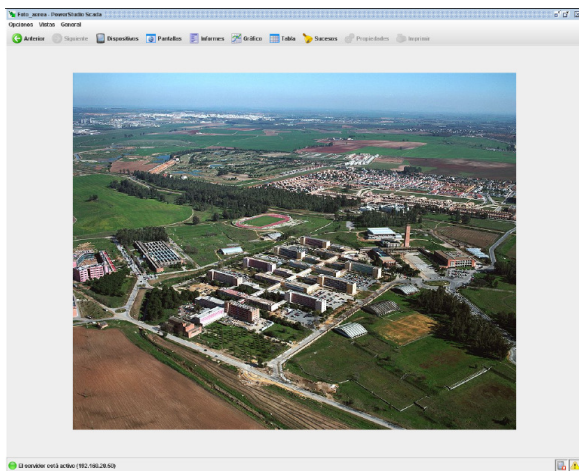 Foto_aerea - PowerStudio Scada
Opciones Vistas General
Anterior Siguiente Dispositivos Pantallas Informes Gráfico Tabla Sucesos Propiedades Imprimir
El servidor está activo (192.168.20.50)